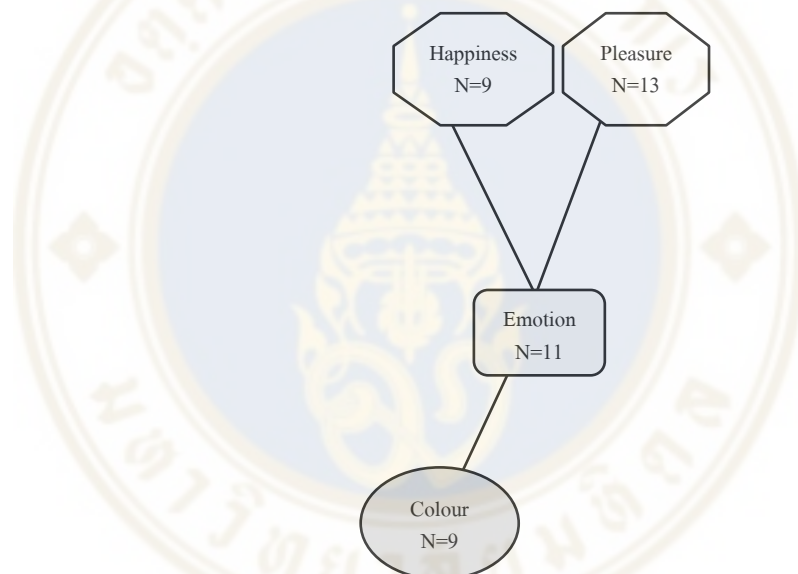 Happiness
N=9
Pleasure
N=13
Emotion
N=11
Colour
N=9